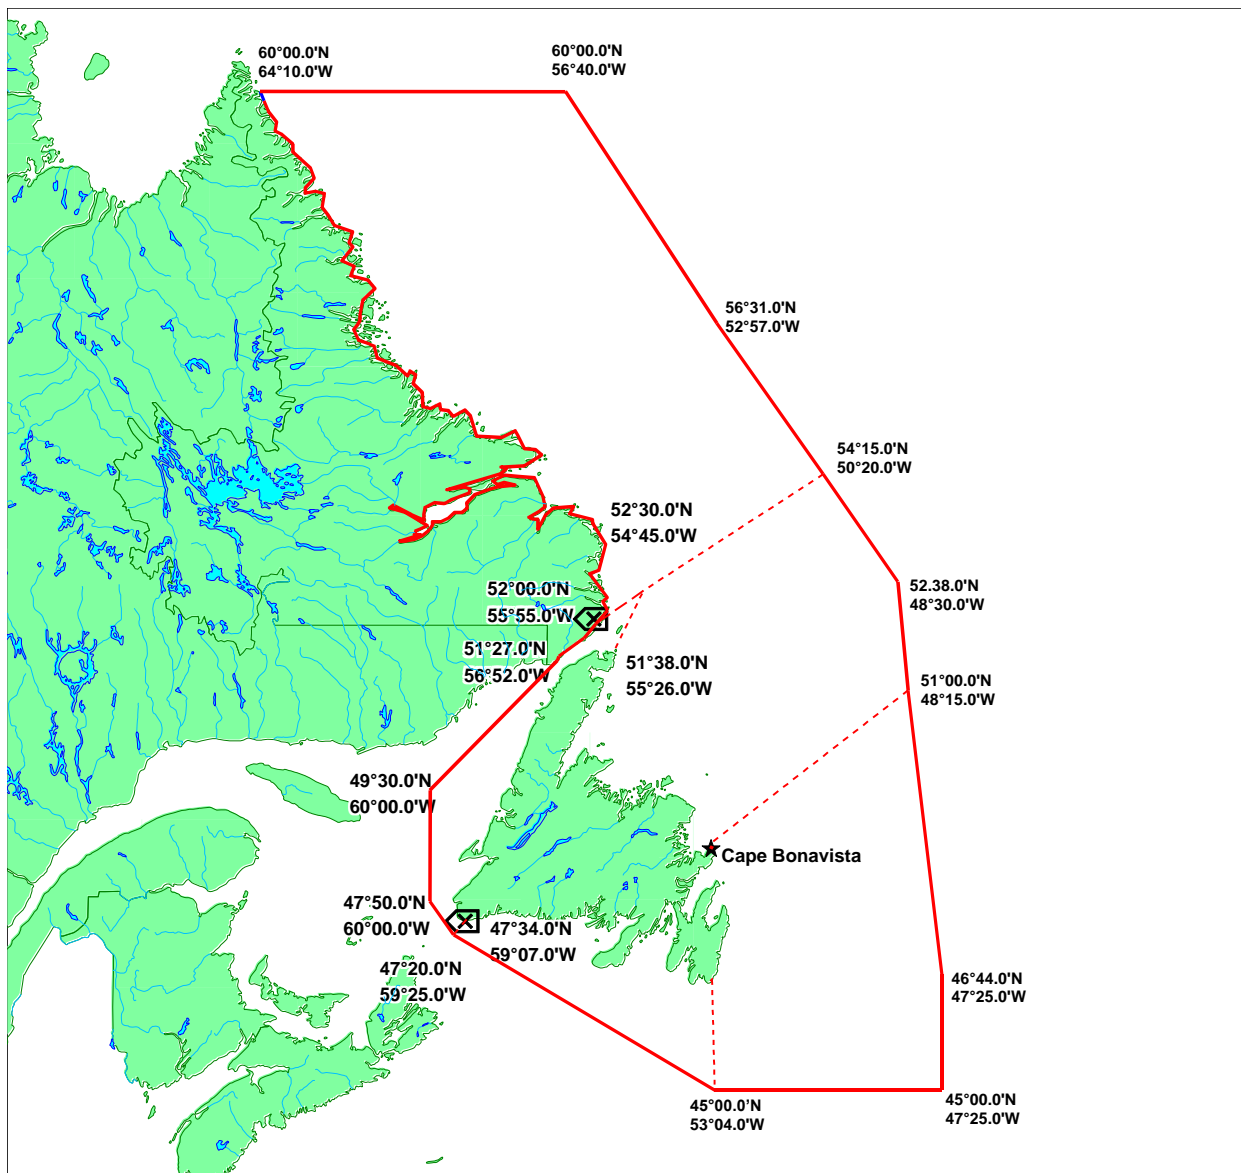 60°00.0'N
64°10.0'W
60°00.0'N
56°40.0'W
56°31.0'N
52°57.0'W
54°15.0'N
50°20.0'W
52°30.0'N
54°45.0'W
52.38.0'N
48°30.0'W
52°00.0'N
55°55.0'W
51°27.0'N
56°52.0'W
51°38.0'N
55°26.0'W
51°00.0'N
48°15.0'W
49°30.0'N
60°00.0'W
Cape Bonavista
47°50.0'N
60°00.0'W
47°34.0'N
59°07.0'W
47°20.0'N
59°25.0'W
46°44.0'N
47°25.0'W
45°00.0'N
53°04.0'W
45°00.0'N
47°25.0'W